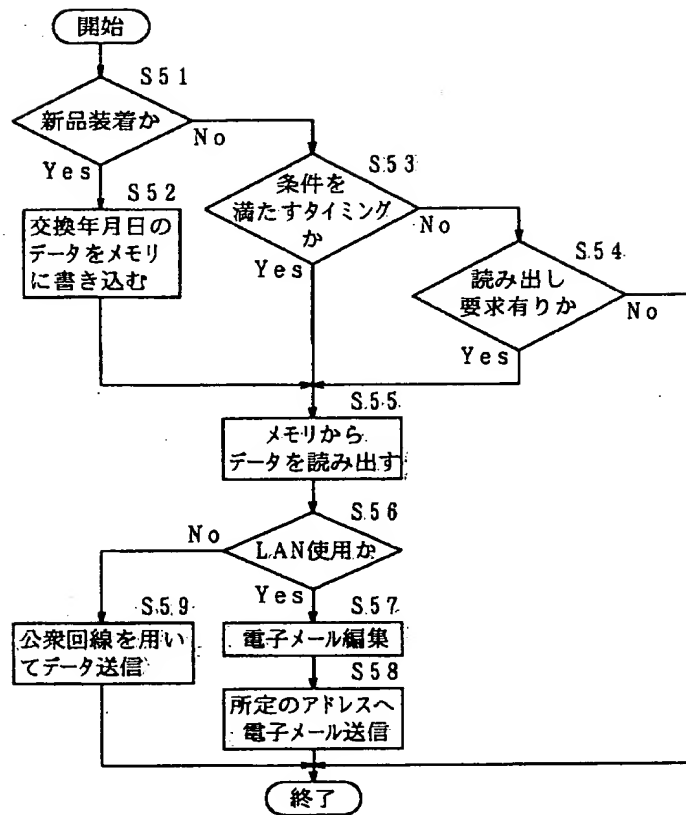 開始
S51
新品装着か
No
Yes
S52
交換年月日の
データをメモリ
に書き込む
S53
条件を
満たすタイミング
か
No
Yes
S54
読み出し
要求有りか
No
Yes
S55
メモリから
データを読み出す
S56
LAN使用か
No
Yes
S57
電子メール編集
S58
所定のアドレスへ
電子メール送信
S59
公衆回線を用い
てデータ送信
終了